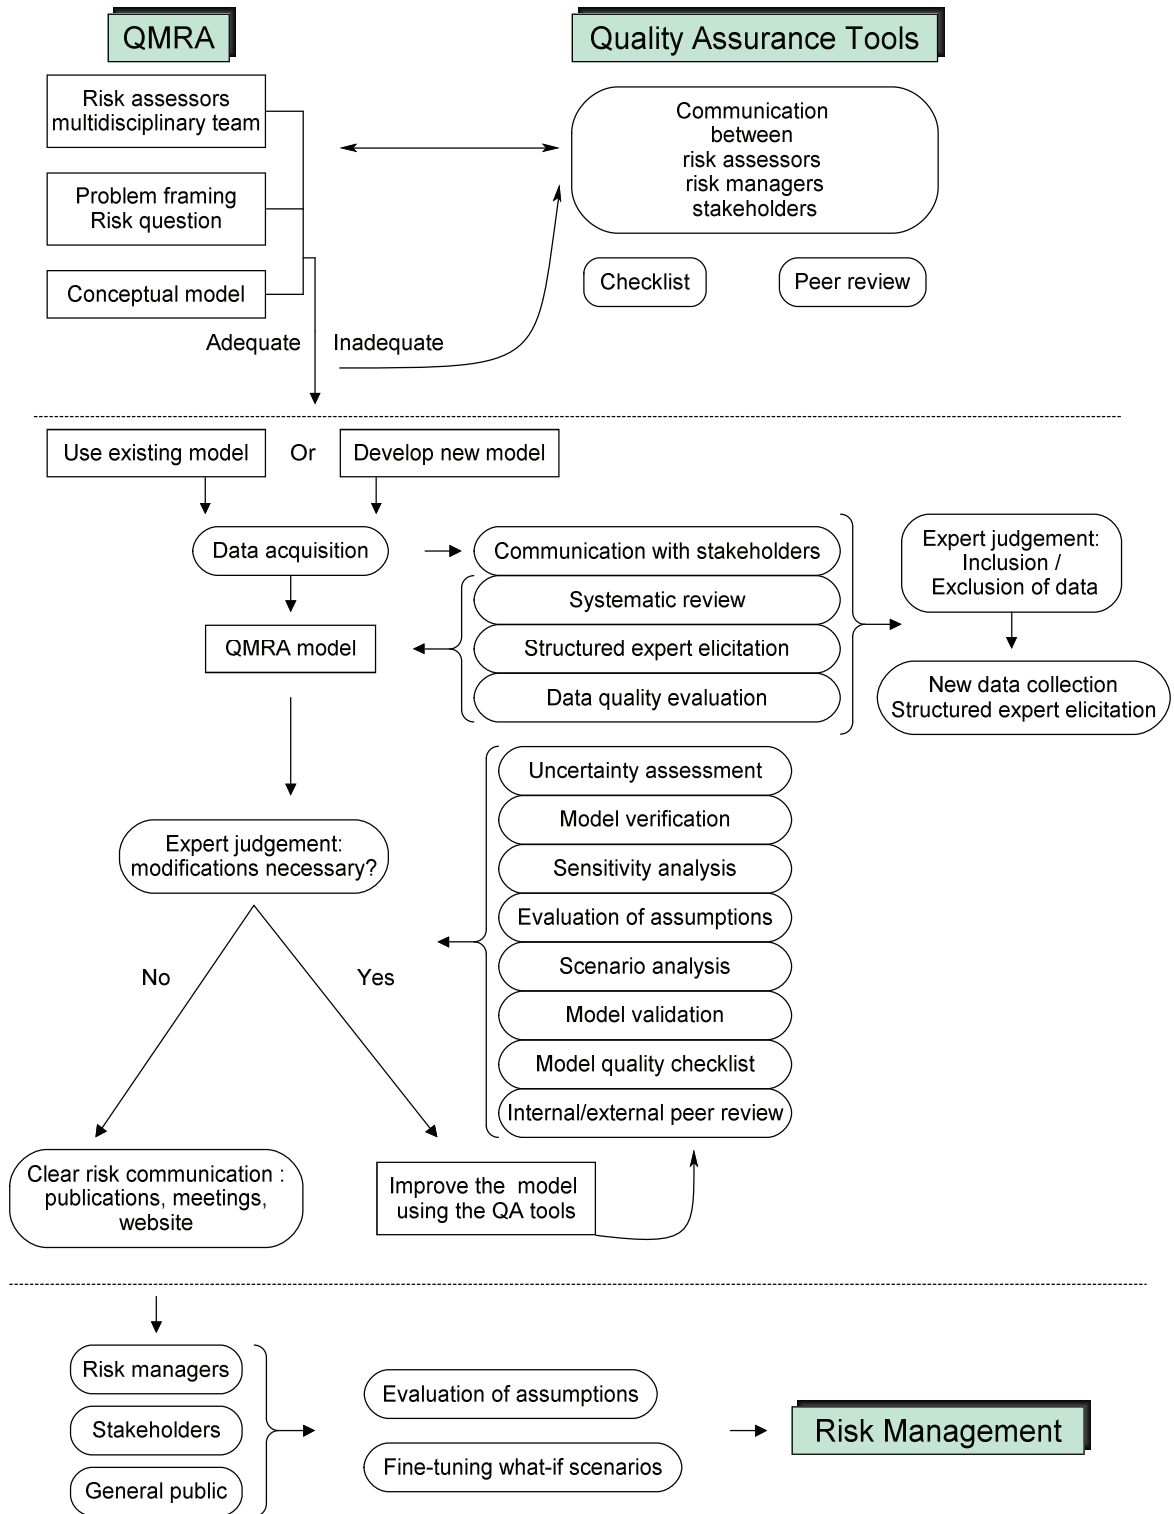 QMRA
Quality Assurance Tools
Risk assessors
multidisciplinary team
Communication
between
risk assessors
risk managers
stakeholders
Problem framing
Risk question
Conceptual model
Checklist
Peer review
Adequate
Inadequate
Use existing model
Or
Develop new model
Data acquisition
Communication with stakeholders
Systematic review
Structured expert elicitation
Data quality evaluation
Expert judgement:
Inclusion /
Exclusion of data
QMRA model
New data collection
Structured expert elicitation
Uncertainty assessment
Model verification
Sensitivity analysis
Evaluation of assumptions
Scenario analysis
Model validation
Model quality checklist
Internal/external peer review
Expert judgement:
modifications necessary?
No
Yes
Clear risk communication :
publications, meetings,
website
Improve the model
using the QA tools
Risk managers
Stakeholders
General public
Evaluation of assumptions
Fine-tuning what-if scenarios
Risk Management